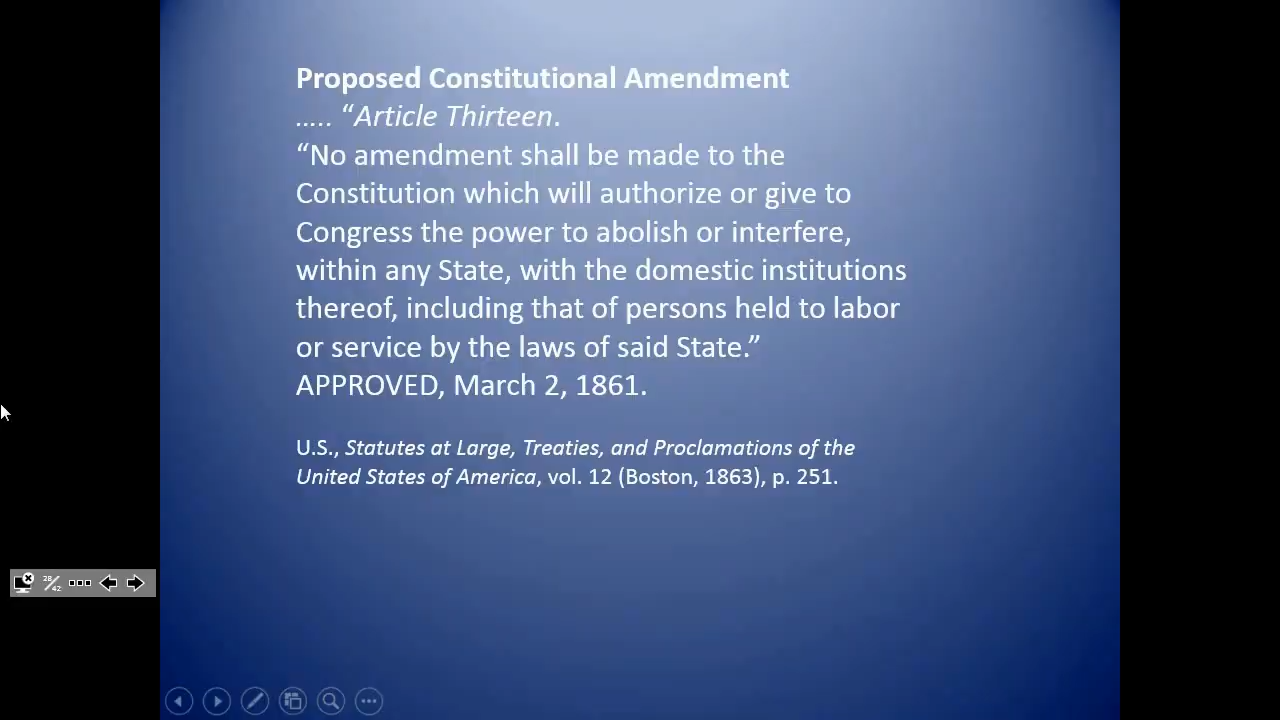 Proposed Constitutional Amendment
..... “Article Thirteen.
“No amendment shall be made to the
Constitution which will authorize or give to
Congress the power to abolish or interfere,
within any State, with the domestic institutions
thereof, including that of persons held to labor
or service by the laws of said State.”
APPROVED, March 2, 1861.
U.S., Statutes at Large, Treaties, and Proclamations of the
United States of America, vol. 12 (Boston, 1863), p. 251.
28/42